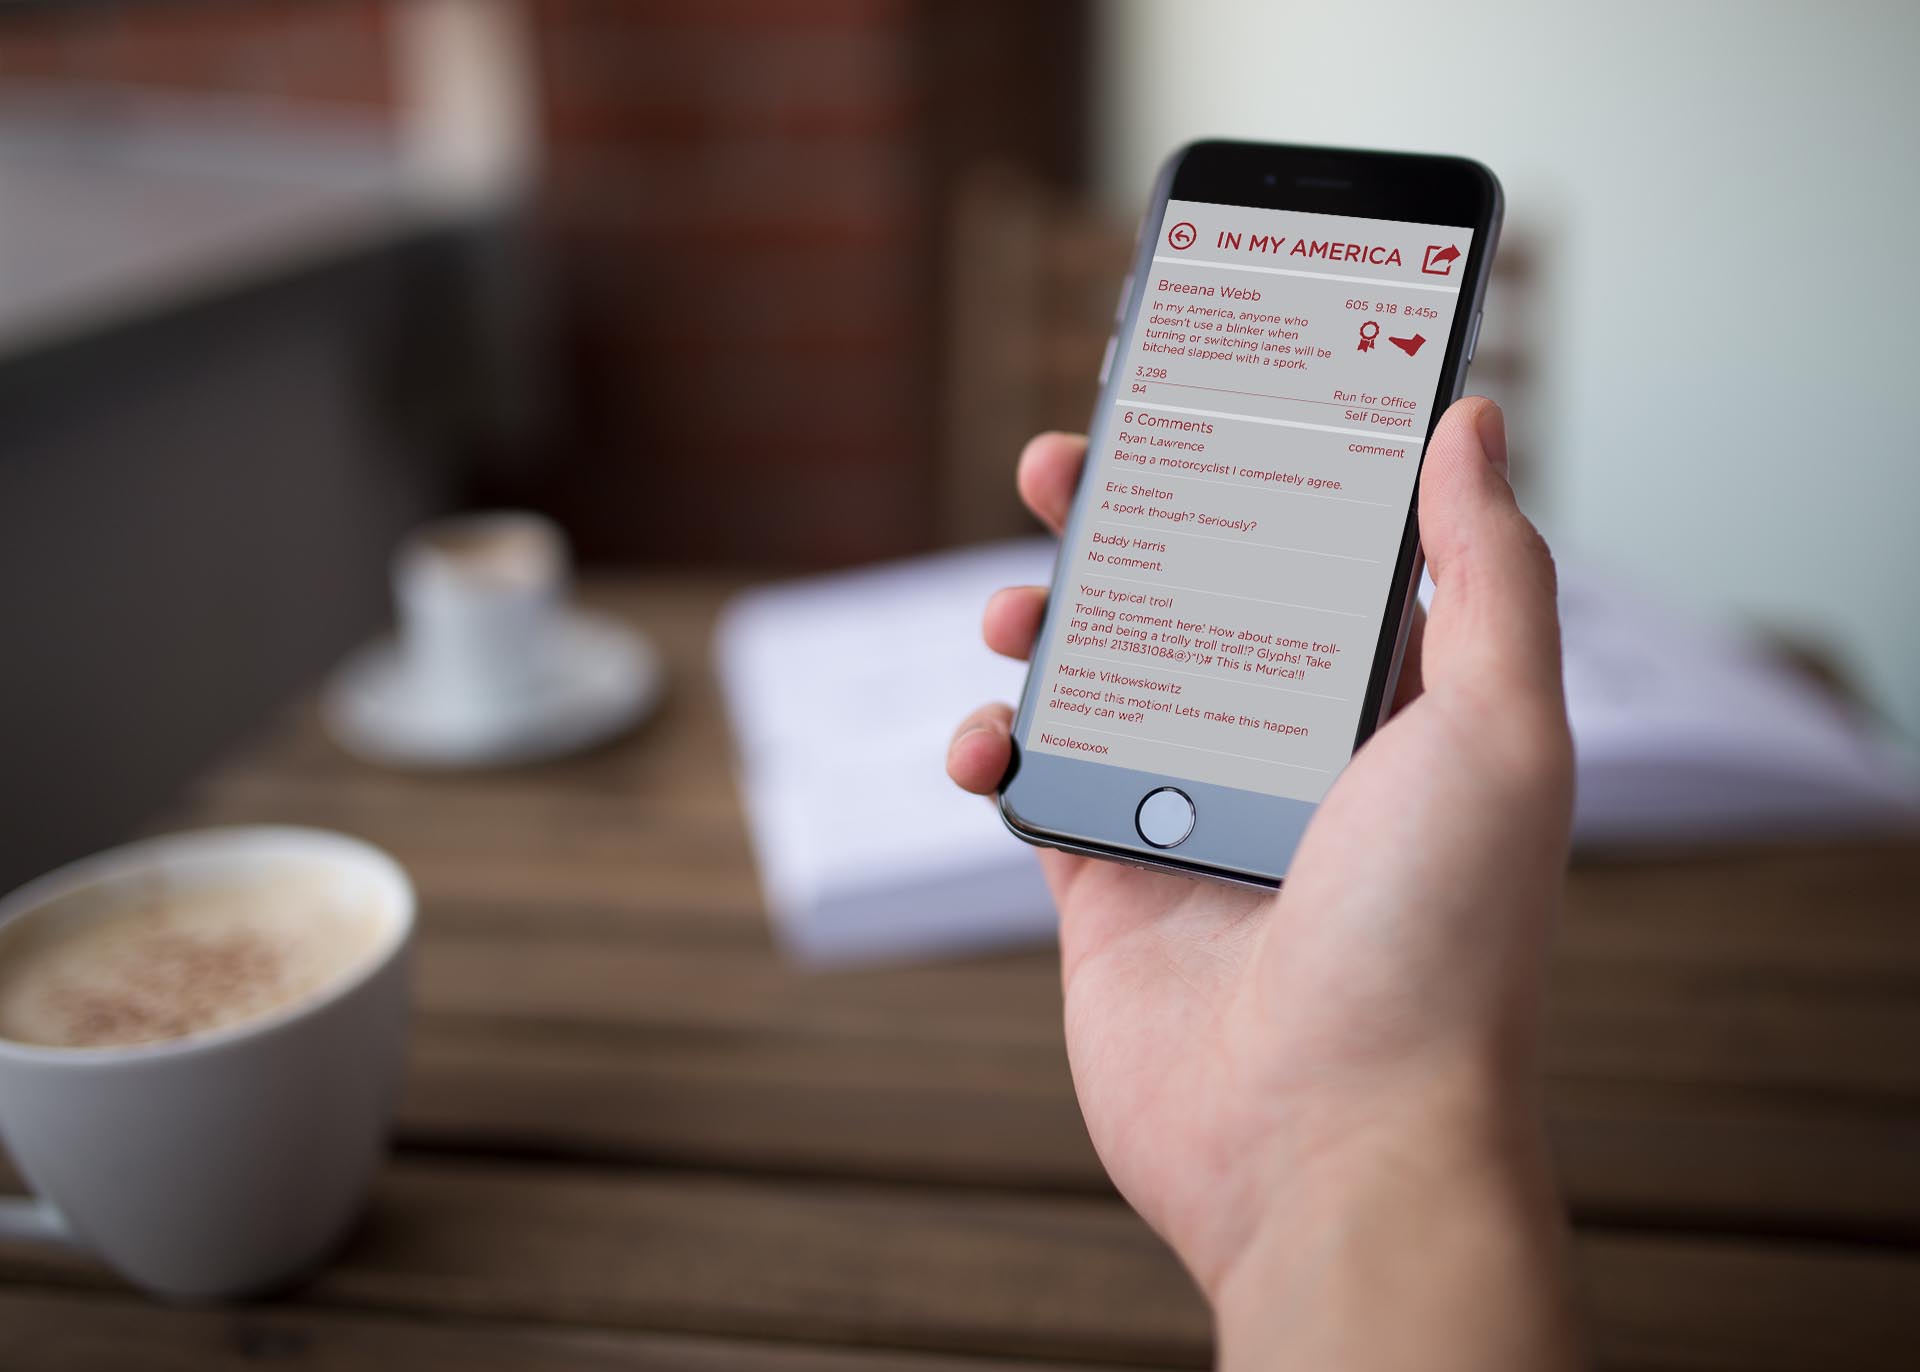 IN MY AMERICA
Breeana Webb
605 9.18 8:45p
In my America, anyone who
doesn't use a blinker when
turning or switching lanes will be
bitched slapped with a spork.
3,298
Run for Office
94
Self Deport
6 Comments
comment
Ryan Lawrence
Being a motorcyclist I completely agree.
Eric Shelton
A spork though? Seriously?
Buddy Harris
No comment.
Your typical troll
Trolling comment here! How about some troll-
ing and being a trolly troll troll!? Glyphs! Take
glyphs! 213183108&@)*!)# This is Murica!!!
Markie Vitkowskowitz
I second this motion! Lets make this happen
already can we?!
Nicolexoxox